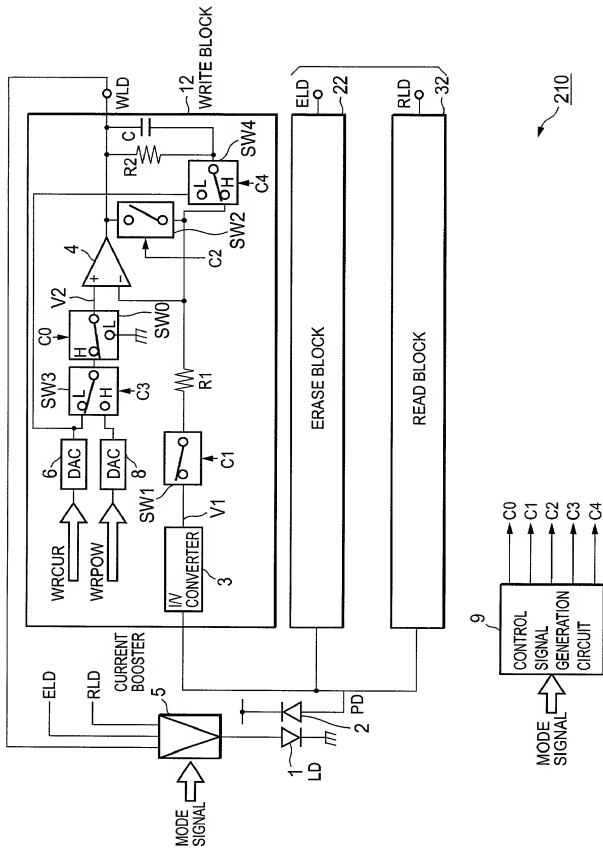 210
WLD
12
WRITE BLOCK
C
R2
SW4
L
H
C4
SW2
C2
4
+
-
V2
SW0
C0
H
L
SW3
L
H
C3
R1
SW1
C1
V1
6
DAC
8
DAC
WRCUR
WRPOW
I/V
CONVERTER
3
ELD
22
ERASE BLOCK
RLD
32
READ BLOCK
CURRENT
BOOSTER
5
ELD
RLD
MODE
SIGNAL
1
LD
2
PD
9
CONTROL
SIGNAL
GENERATION
CIRCUIT
MODE
SIGNAL
C0
C1
C2
C3
C4